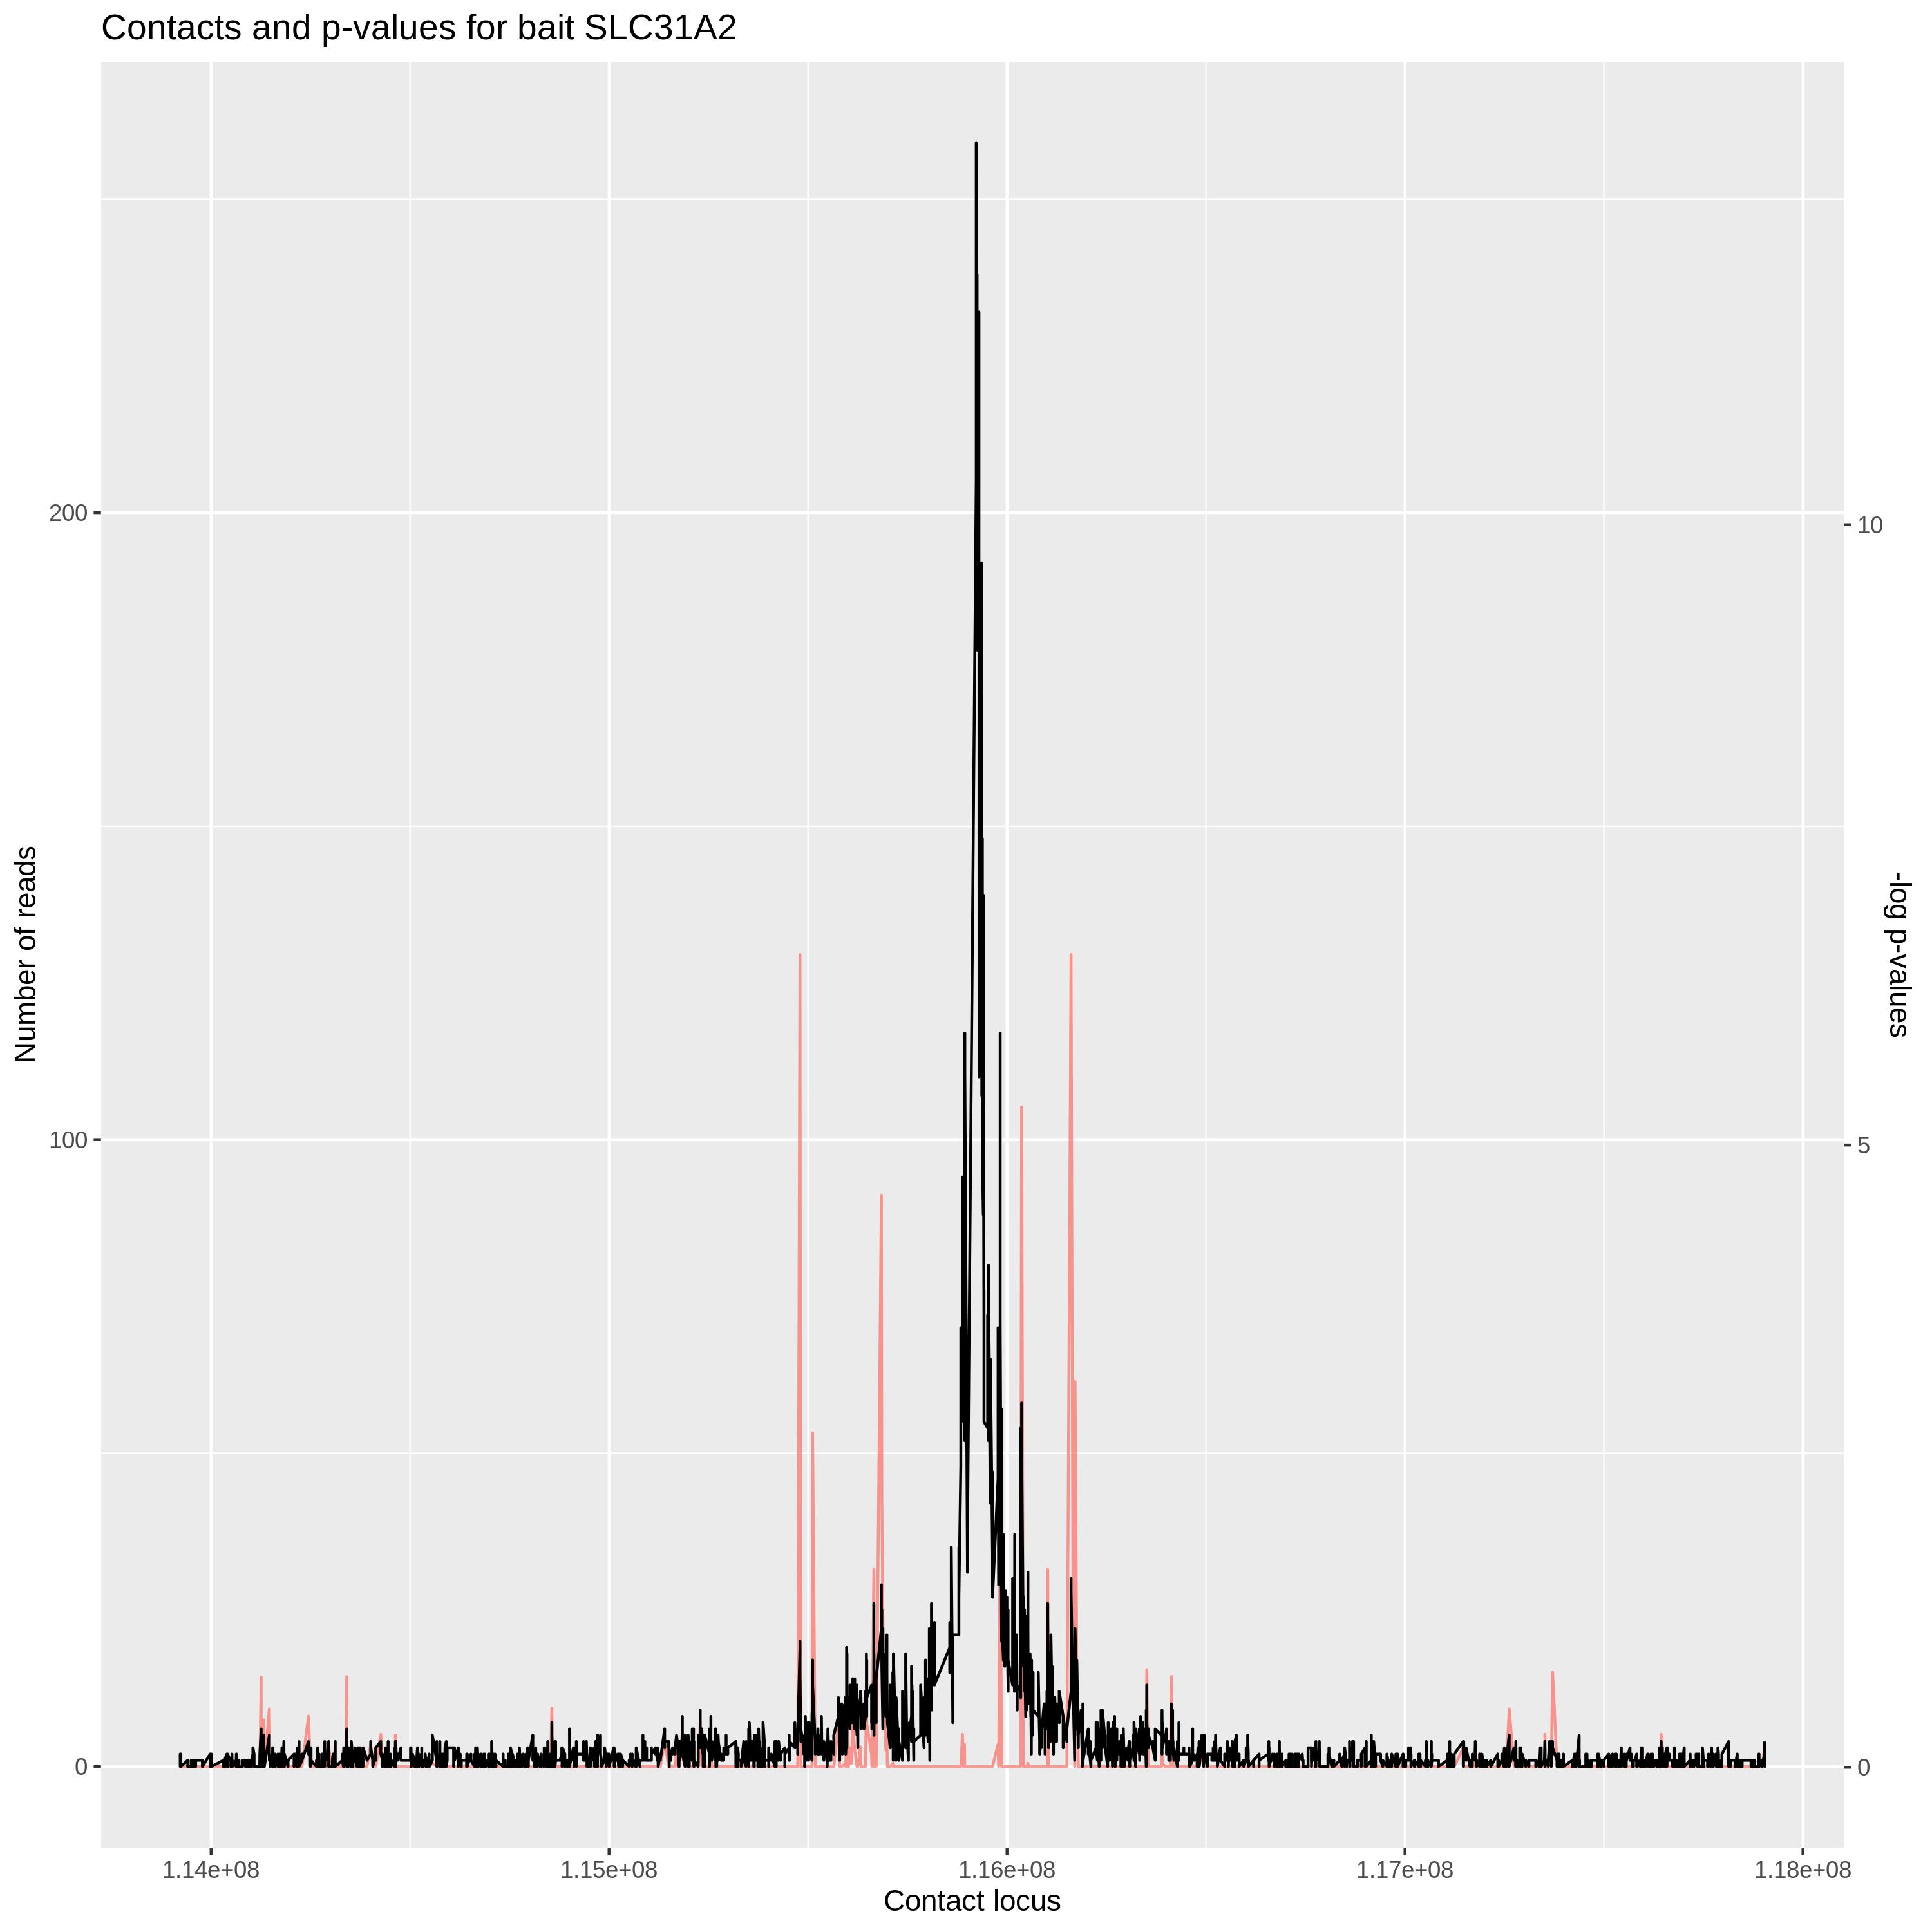 Contacts and p-values for bait SLC31A2
Number of reads
200
100
0
10
5
0
-log p-values
1.14e+08 1.15e+08 1.16e+08 1.17e+08 1.18e+08
Contact locus